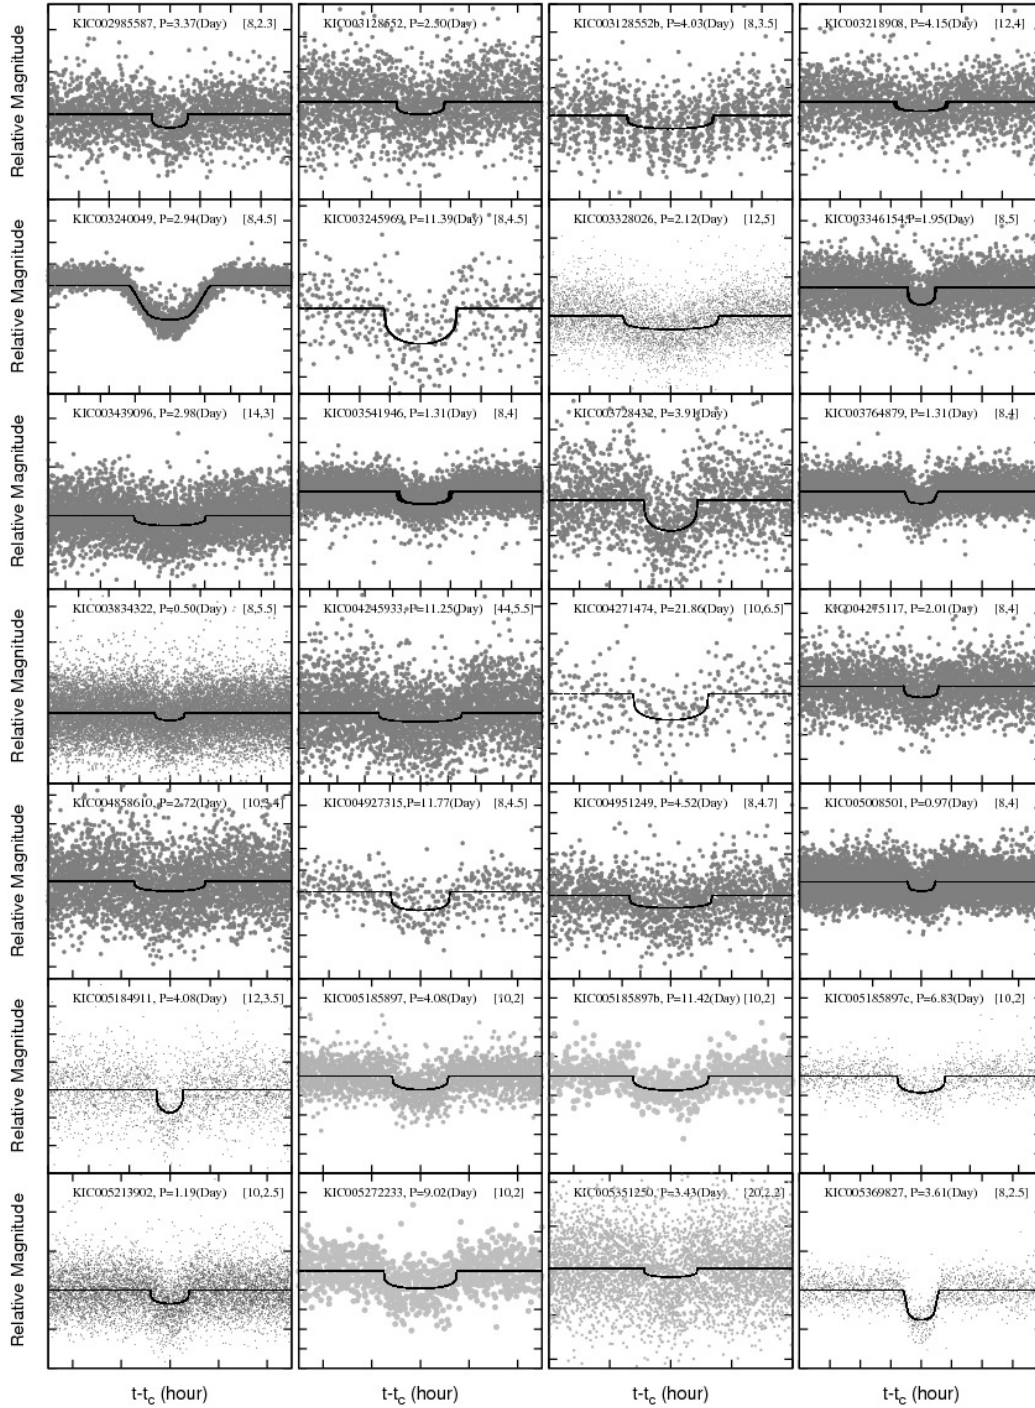 Relative Magnitude
KIC002985587, P=3.37(Day) [8,2.3]
KIC003128552, P=2.50(Day)
KIC003128552b, P=4.03(Day) [8,3.5]
KIC003218908, P=4.15(Day) [12,4]
Relative Magnitude
KIC003240049, P=2.94(Day) [8,4.5]
KIC003245969, P=11.39(Day) [8,4.5]
KIC003328026, P=2.12(Day) [12,5]
KIC003346154,P=1.95(Day) [8,5]
Relative Magnitude
KIC003439096, P=2.98(Day) [14,3]
KIC003541946, P=1.31(Day) [8,4]
KIC003728432, P=3.91(Day)
KIC003764879, P=1.31(Day) [8,4]
Relative Magnitude
KIC003834322, P=0.50(Day) [8,5.5]
KIC004245933, P=11.25(Day) [44,5.5]
KIC004271474, P=21.86(Day) [10,6.5]
KIC004275117, P=2.01(Day) [8,4]
Relative Magnitude
KIC004858610, P=2.72(Day) [10,3.4]
KIC004927315, P=11.77(Day) [8,4.5]
KIC004951249, P=4.52(Day) [8,4.7]
KIC005008501, P=0.97(Day) [8,4]
Relative Magnitude
KIC005184911, P=4.08(Day) [12,3.5]
KIC005185897, P=4.08(Day) [10,2]
KIC005185897b, P=11.42(Day) [10,2]
KIC005185897c, P=6.83(Day) [10,2]
Relative Magnitude
KIC005213902, P=1.19(Day) [10,2.5]
KIC005272233, P=9.02(Day) [10,2]
KIC005351250, P=3.43(Day) [20,2.2]
KIC005369827, P=3.61(Day) [8,2.5]
t-tc (hour)
t-tc (hour)
t-tc (hour)
t-tc (hour)